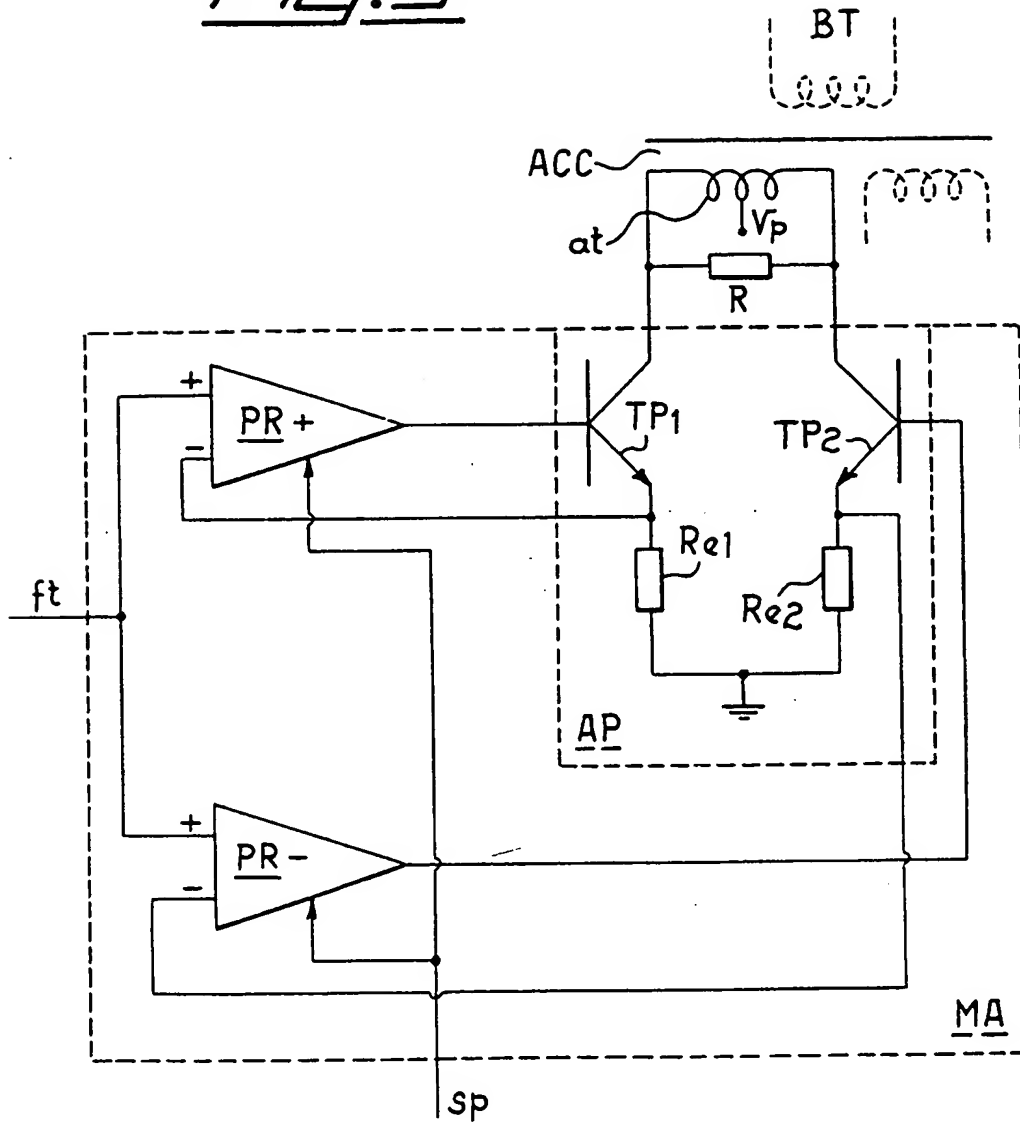 BT
ACC
at
Vp
R
+
PR +
-
TP1
TP2
Re1
Re2
ft
AP
+
PR -
-
MA
sp